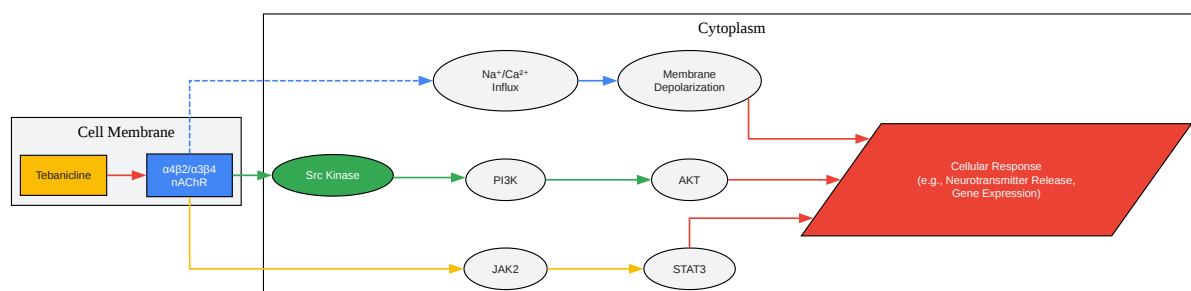 Cytoplasm
Na⁺/Ca²⁺
Influx
Membrane
Depolarization
Cell Membrane
Tebanicline
α4β2/α3β4
nAChR
Src Kinase
PI3K
AKT
Cellular Response
(e.g., Neurotransmitter Release,
Gene Expression)
JAK2
STAT3